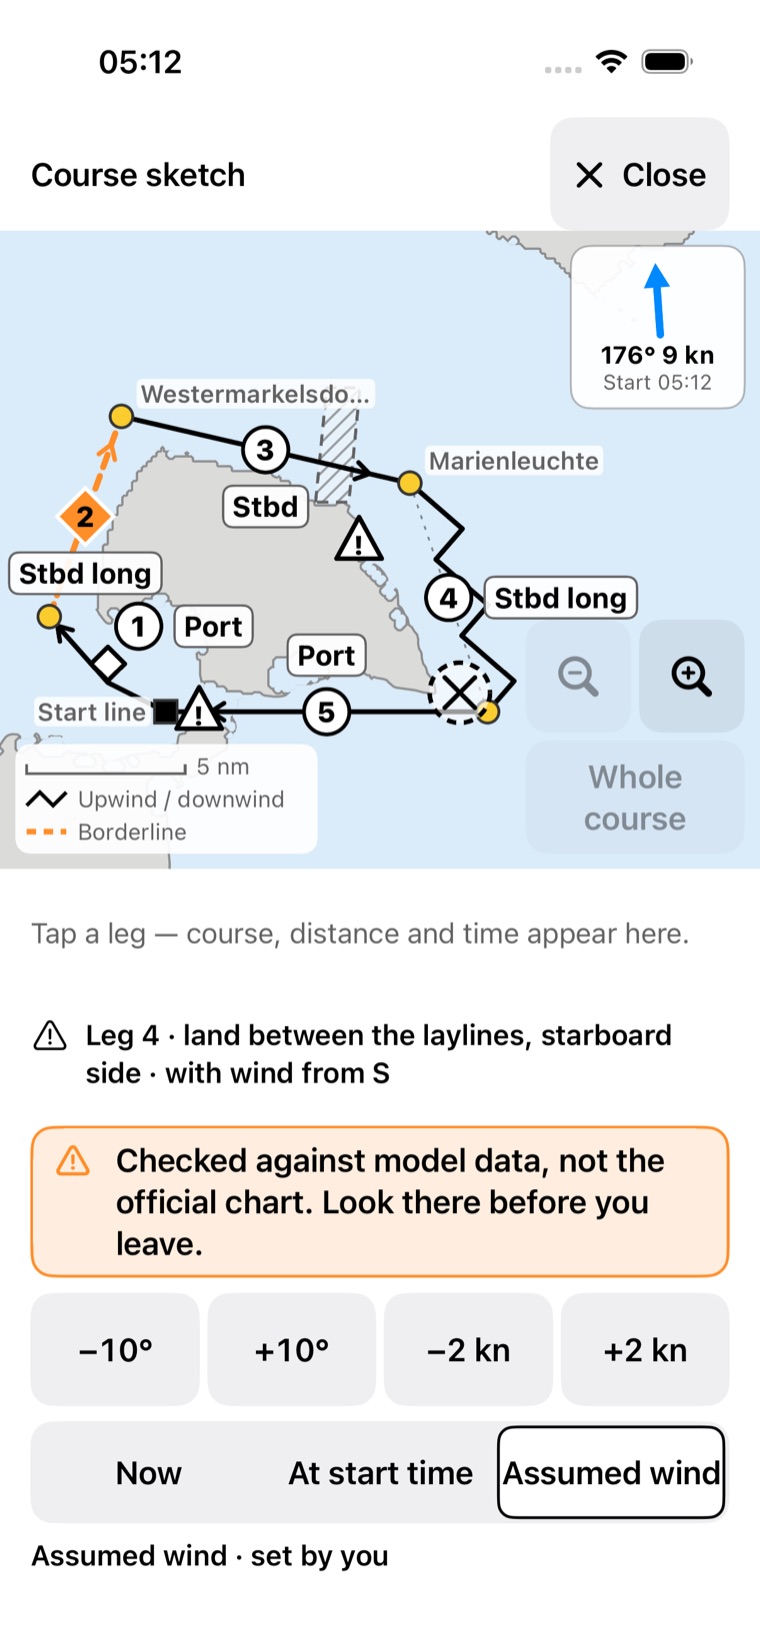 05:12
Course sketch
Close
176° 9 kn
Start 05:12
Westermarkelsdo...
3
Marienleuchte
Stbd
2
!
Stbd long
4
Stbd long
1
Port
Port
Start line
!
5
5 nm
Upwind / downwind
Borderline
Whole
course
Tap a leg — course, distance and time appear here.
Leg 4 · land between the laylines, starboard
side · with wind from S
Checked against model data, not the
official chart. Look there before you
leave.
−10°
+10°
−2 kn
+2 kn
Now
At start time
Assumed wind
Assumed wind · set by you